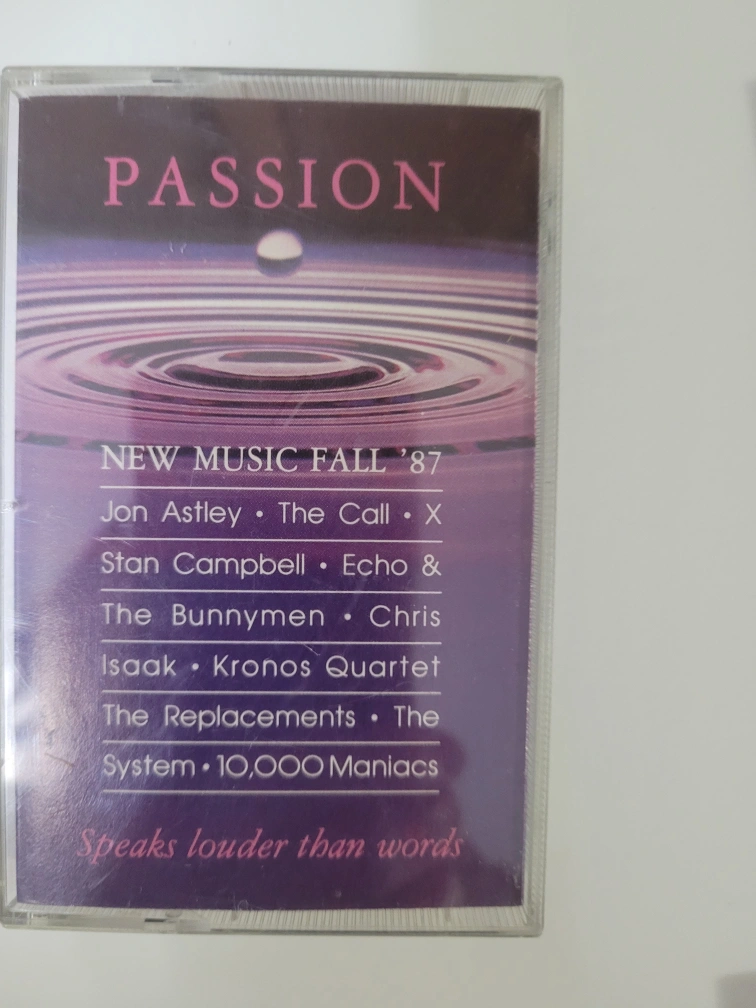 PASSION
NEW MUSIC FALL '87
Jon Astley • The Call • X
Stan Campbell • Echo &
The Bunnymen • Chris
Isaak • Kronos Quartet
The Replacements • The
System • 10,000 Maniacs
Speaks louder than words